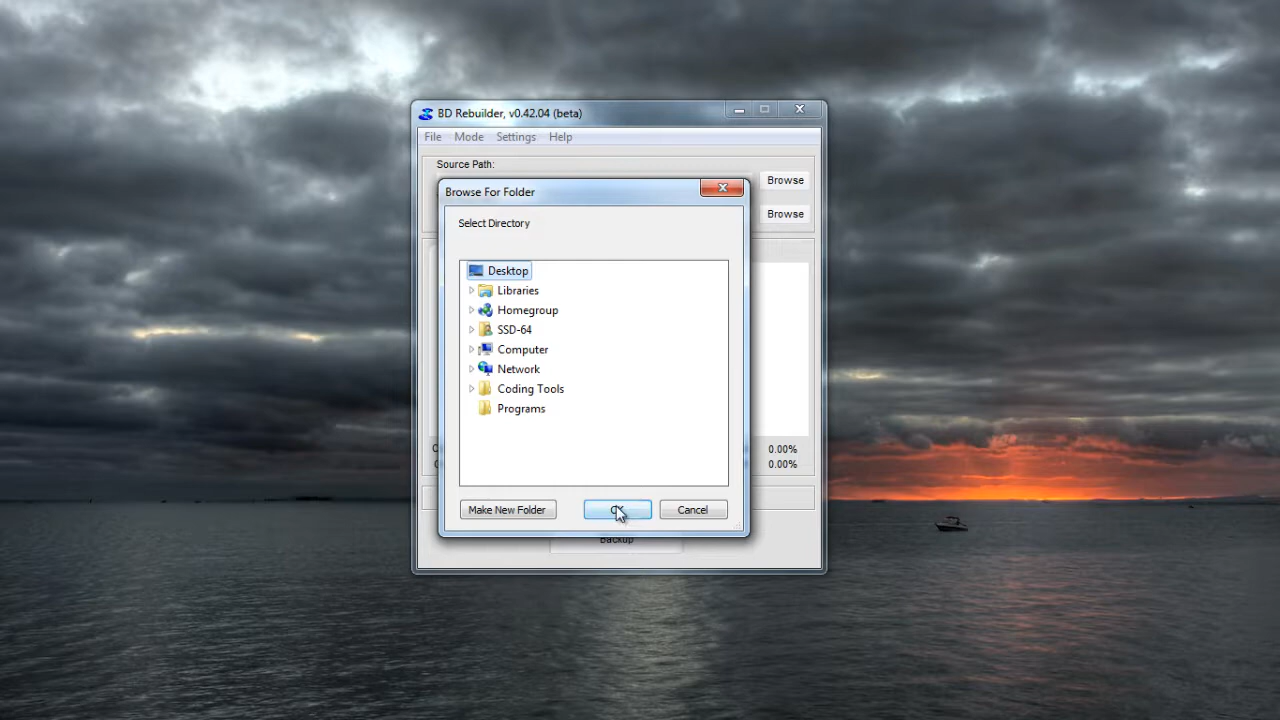 BD Rebuilder, v0.42.04 (beta)
File Mode Settings Help
Source Path:
Browse
Browse For Folder
Browse
Select Directory
Desktop
Libraries
Homegroup
SSD-64
Computer
Network
Coding Tools
Programs
0.00%
0.00%
Make New Folder
Cancel
Backup